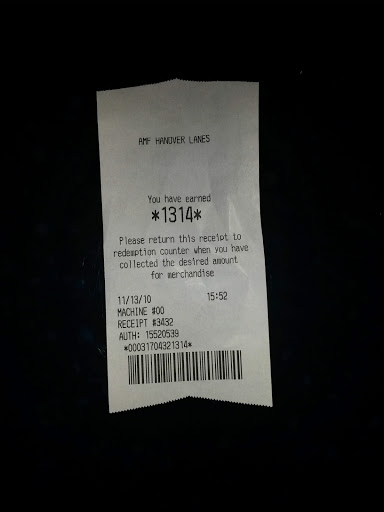 AMF HANOVER LANES
You have earned
*1314*
Please return this receipt to
redemption counter when you have
collected the desired amount
for merchandise
11/13/10 15:52
MACHINE #00
RECEIPT #3432
AUTH: 15520539
*00031704321314*